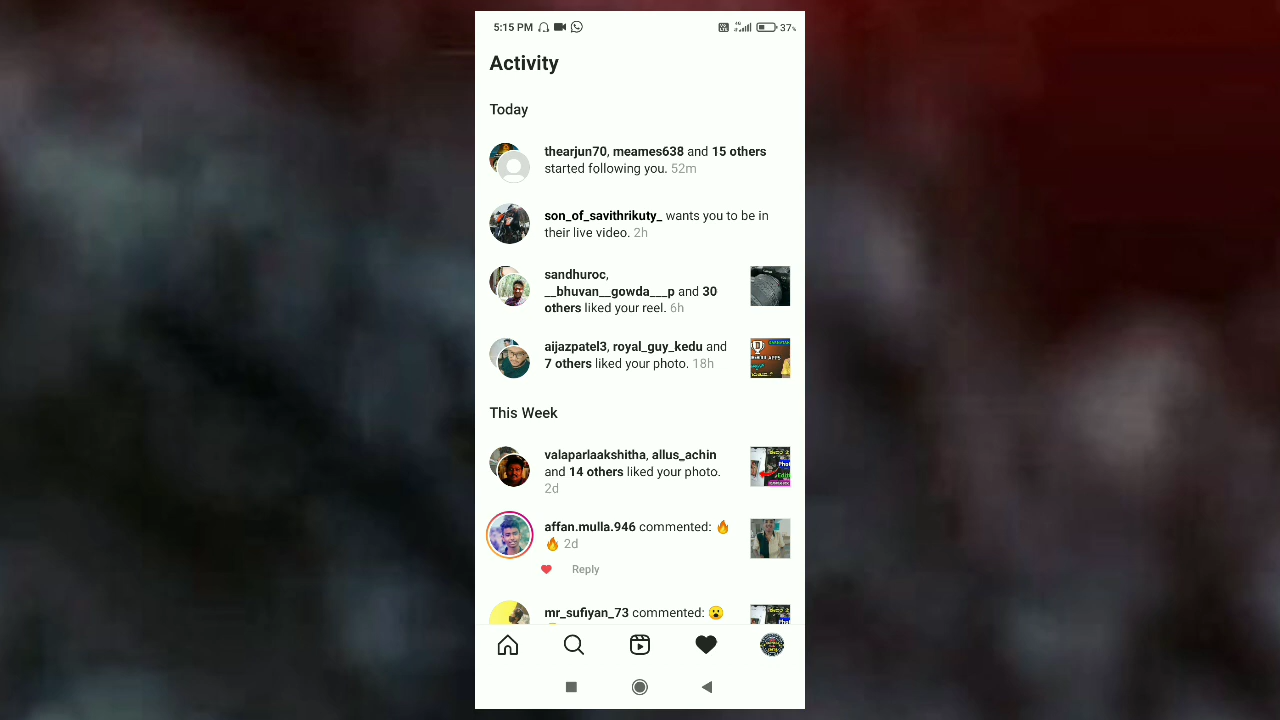 5:15 PM
4G
37%
Activity
Today
thearjun70, meames638 and 15 others
started following you. 52m
son_of_savithrikuty_ wants you to be in
their live video. 2h
sandhuroc,
__bhuvan__gowda___p and 30
others liked your reel. 6h
aijazpatel3, royal_guy_kedu and
7 others liked your photo. 18h
APPS
This Week
valaparlaakshitha, allus_achin
and 14 others liked your photo.
2d
affan.mulla.946 commented: 🔥
🔥 2d
Reply
mr_sufiyan_73 commented: 😮